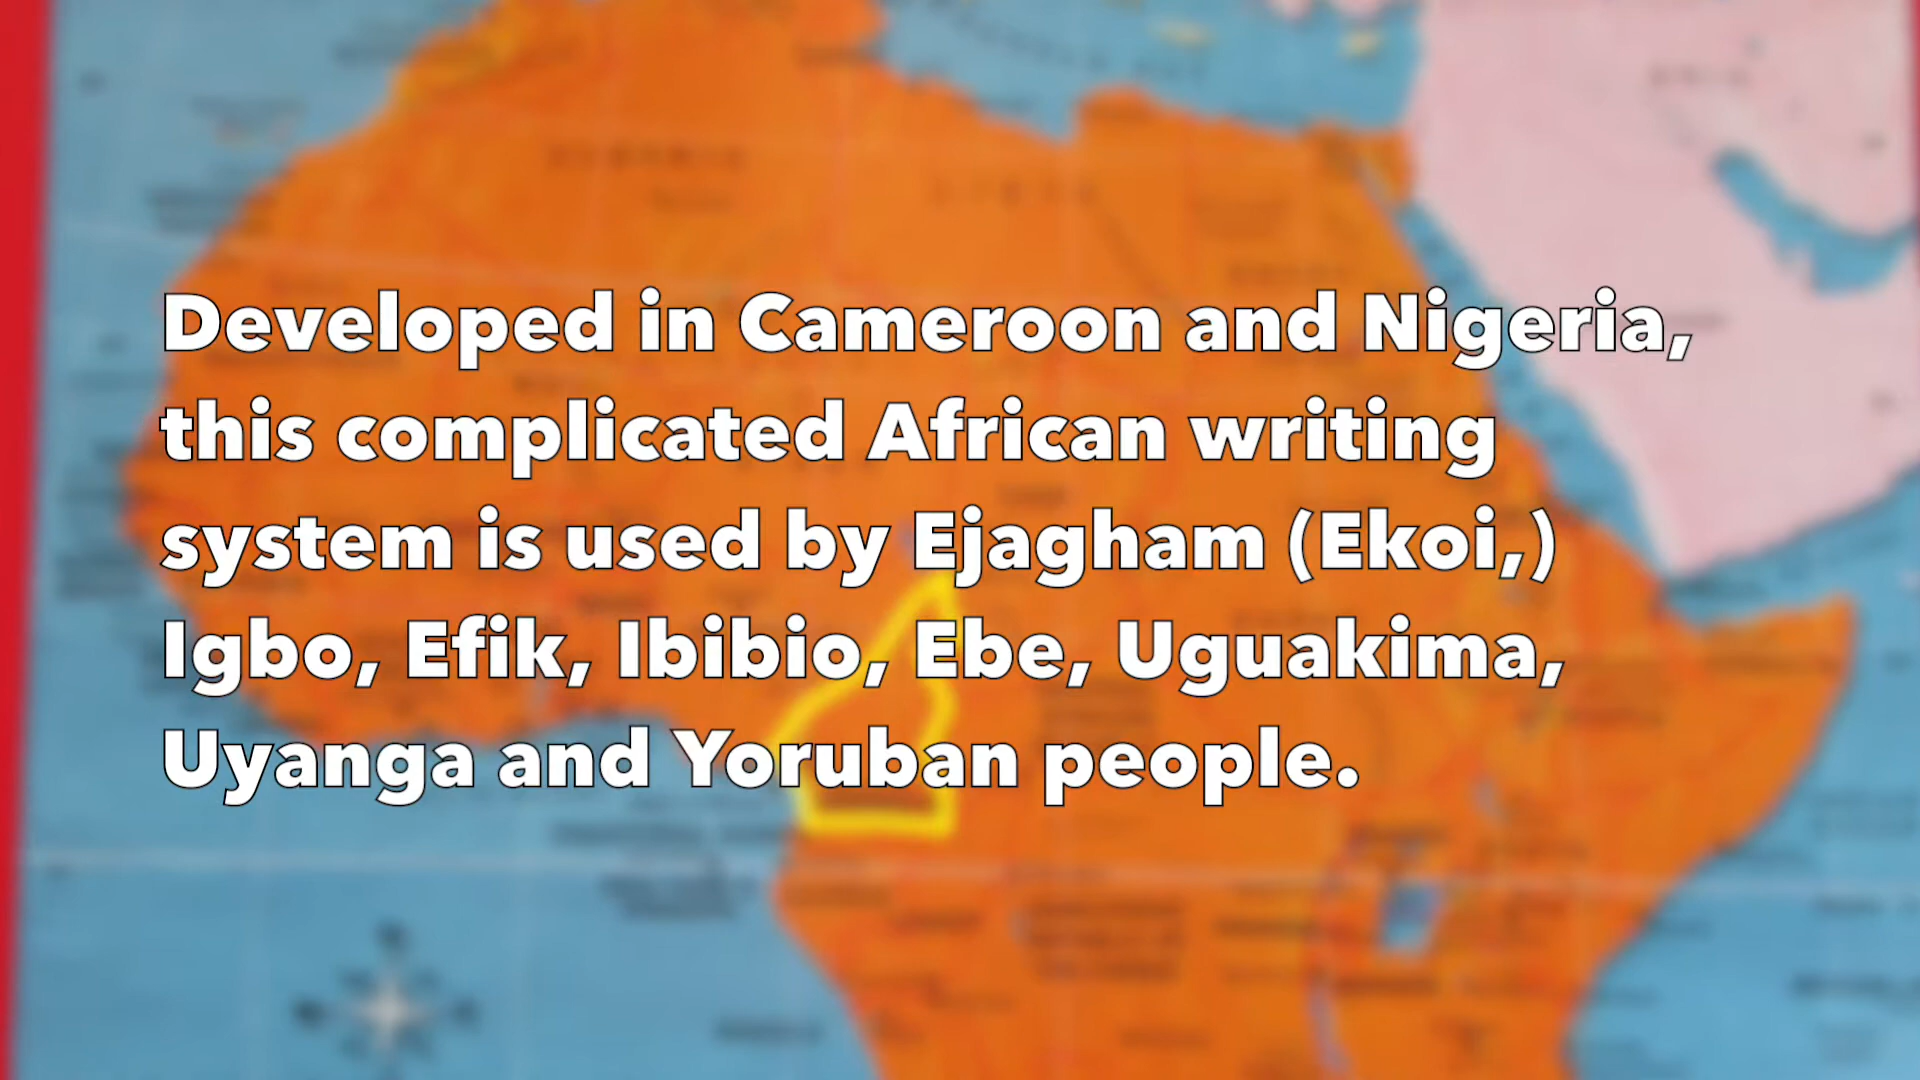 Developed in Cameroon and Nigeria,
this complicated African writing
system is used by Ejagham (Ekoi,)
Igbo, Efik, Ibibio, Ebe, Uguakima,
Uyanga and Yoruban people.